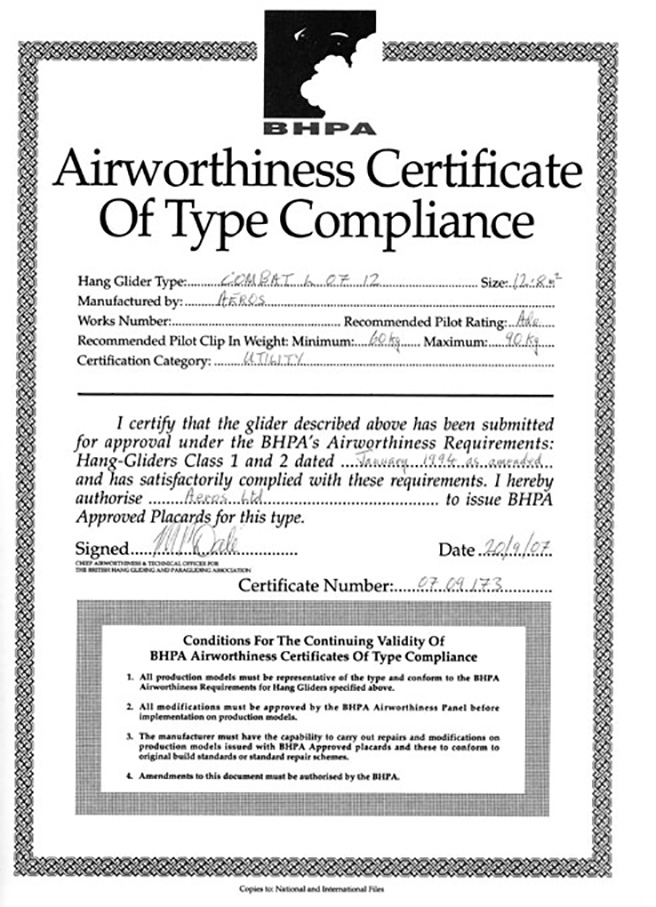 BHPA
Airworthiness Certificate
Of Type Compliance
Hang Glider Type: COMBAT L 07 12 Size: 12.8 m²
Manufactured by: AEROS
Works Number: Recommended Pilot Rating: Adv
Recommended Pilot Clip In Weight: Minimum: 60 kg Maximum: 90 kg
Certification Category: UTILITY
I certify that the glider described above has been submitted
for approval under the BHPA's Airworthiness Requirements:
Hang-Gliders Class 1 and 2 dated January 1994 as amended
and has satisfactorily complied with these requirements. I hereby
authorise Aeros Ltd to issue BHPA
Approved Placards for this type.
Signed Date 20/9/07
CHIEF AIRWORTHINESS & TECHNICAL OFFICER FOR
THE BRITISH HANG GLIDING AND PARAGLIDING ASSOCIATION
Certificate Number: 07.09.173
Conditions For The Continuing Validity Of
BHPA Airworthiness Certificates Of Type Compliance
1. All production models must be representative of the type and conform to the BHPA
Airworthiness Requirements for Hang Gliders specified above.
2. All modifications must be approved by the BHPA Airworthiness Panel before
implementation on production models.
3. The manufacturer must have the capability to carry out repairs and modifications on
production models issued with BHPA Approved placards and these to conform to
original build standards or standard repair schemes.
4. Amendments to this document must be authorised by the BHPA.
Copies to: National and International Files